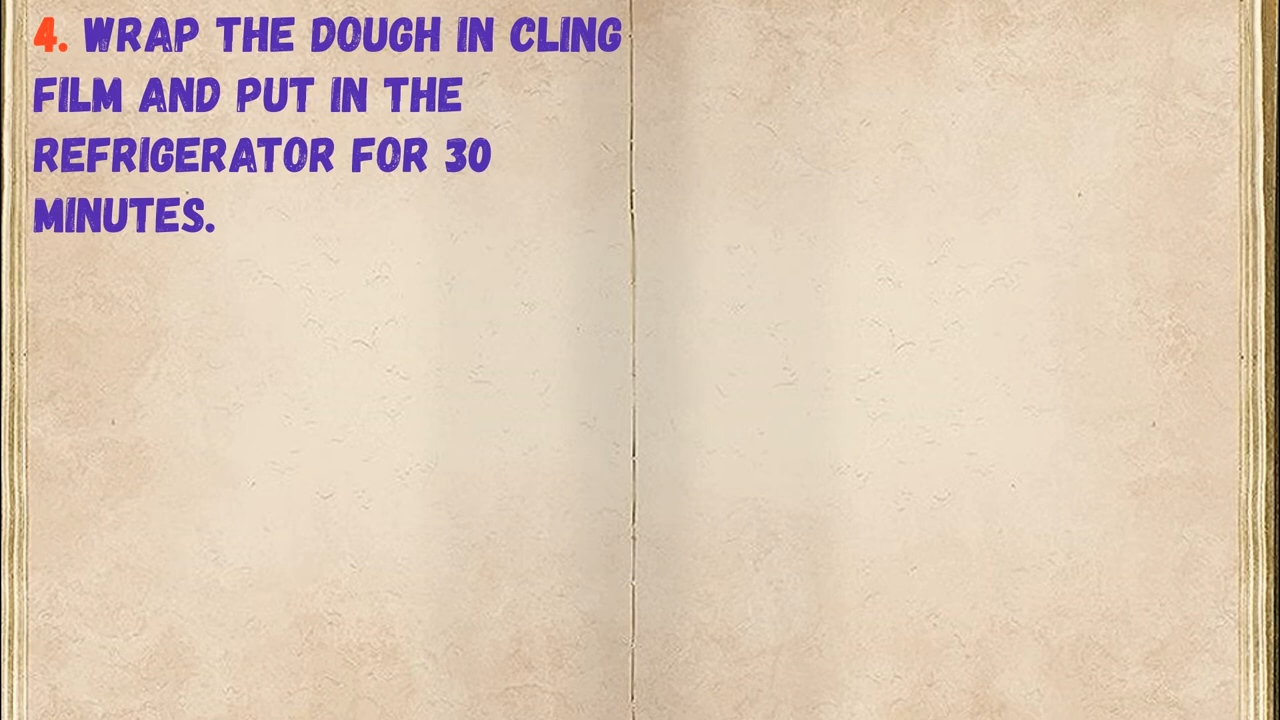 4. WRAP THE DOUGH IN CLING
FILM AND PUT IN THE
REFRIGERATOR FOR 30
MINUTES.